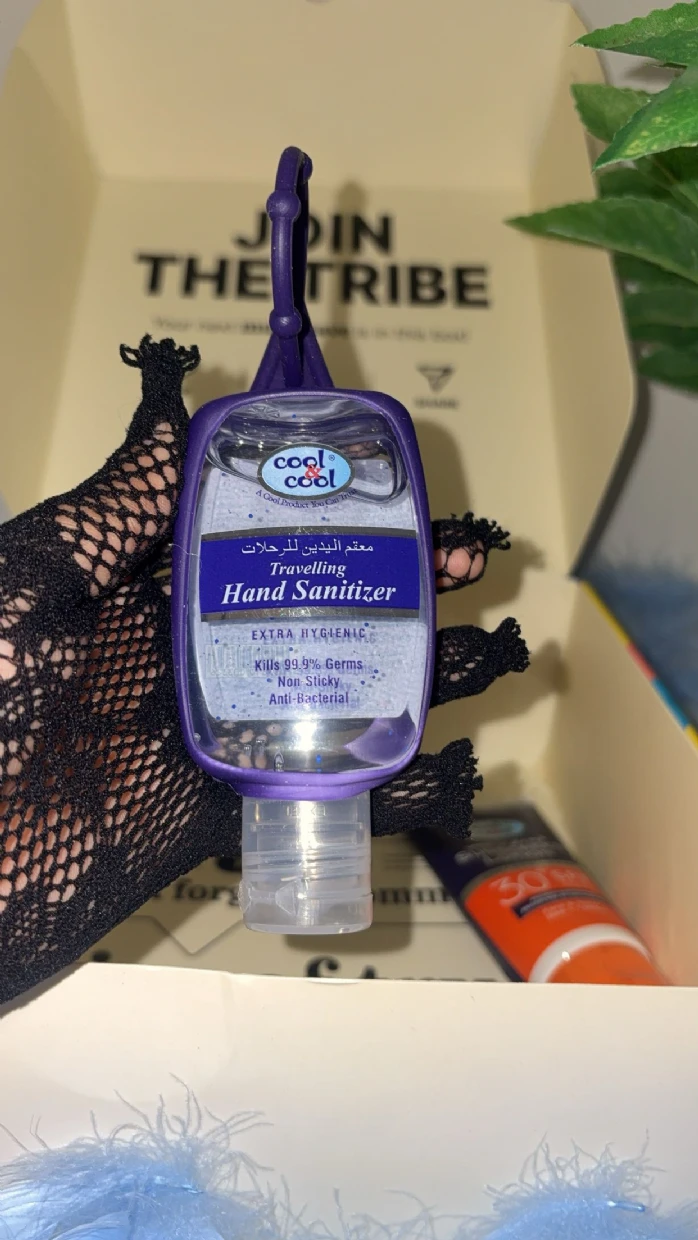 JOIN
THE TRIBE
SHARE
cool®
&
cool
A Cool Product You Can Trust
معقم اليدين للرحلات
Travelling
Hand Sanitizer
EXTRA HYGIENIC
Kills 99.9% Germs
Non Sticky
Anti-Bacterial
30